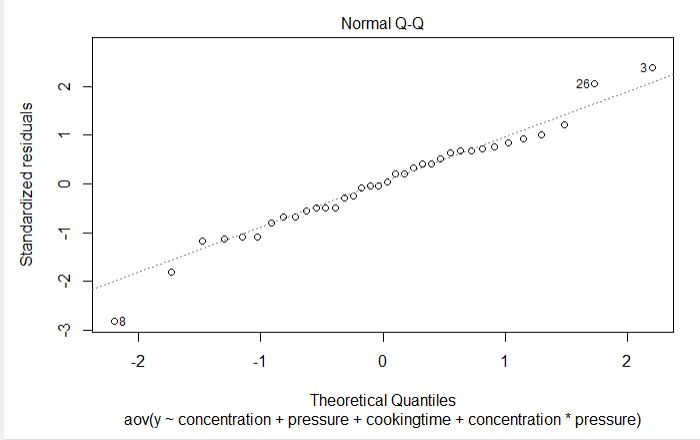 Normal Q-Q
Standardized residuals
2
1
0
-1
-2
-3
3
26
8
-2 -1 0 1 2
Theoretical Quantiles
aov(y ~ concentration + pressure + cookingtime + concentration * pressure)